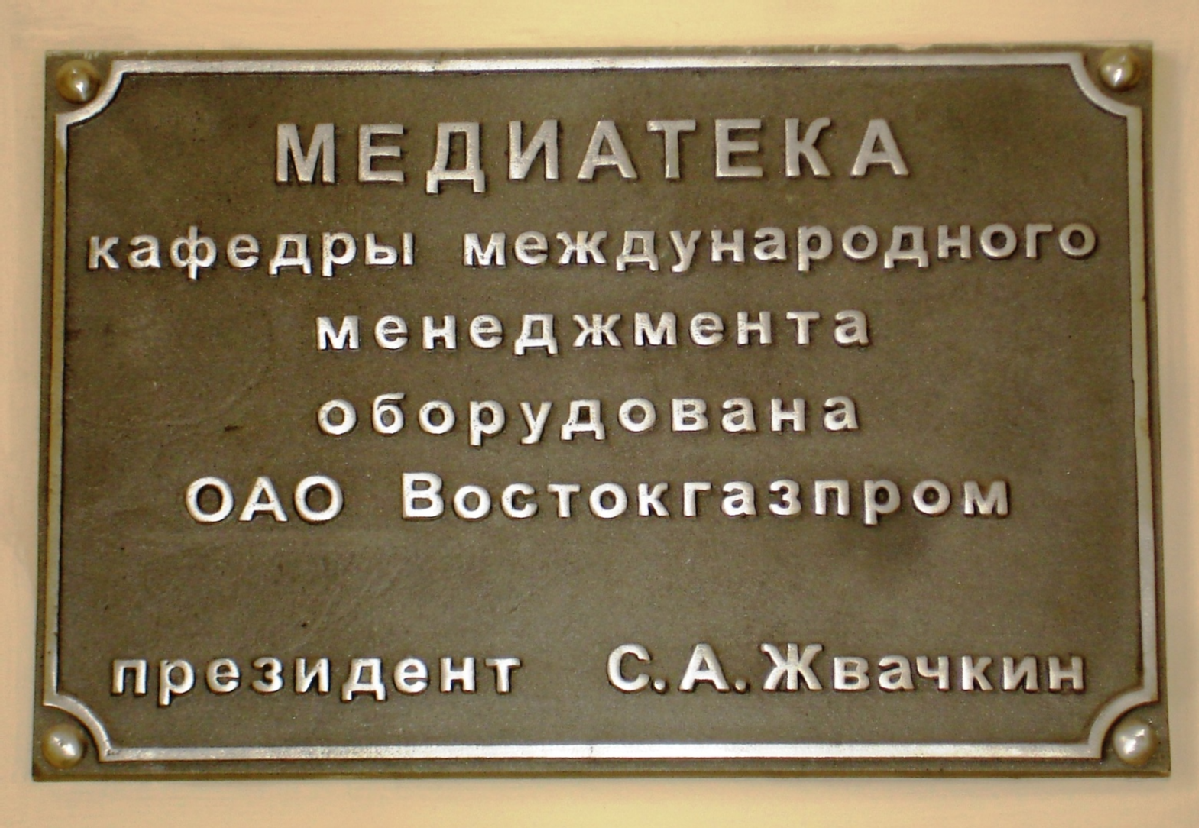 МЕДИАТЕКА
кафедры международного
менеджмента
оборудована
ОАО Востокгазпром
президент С.А.Жвачкин